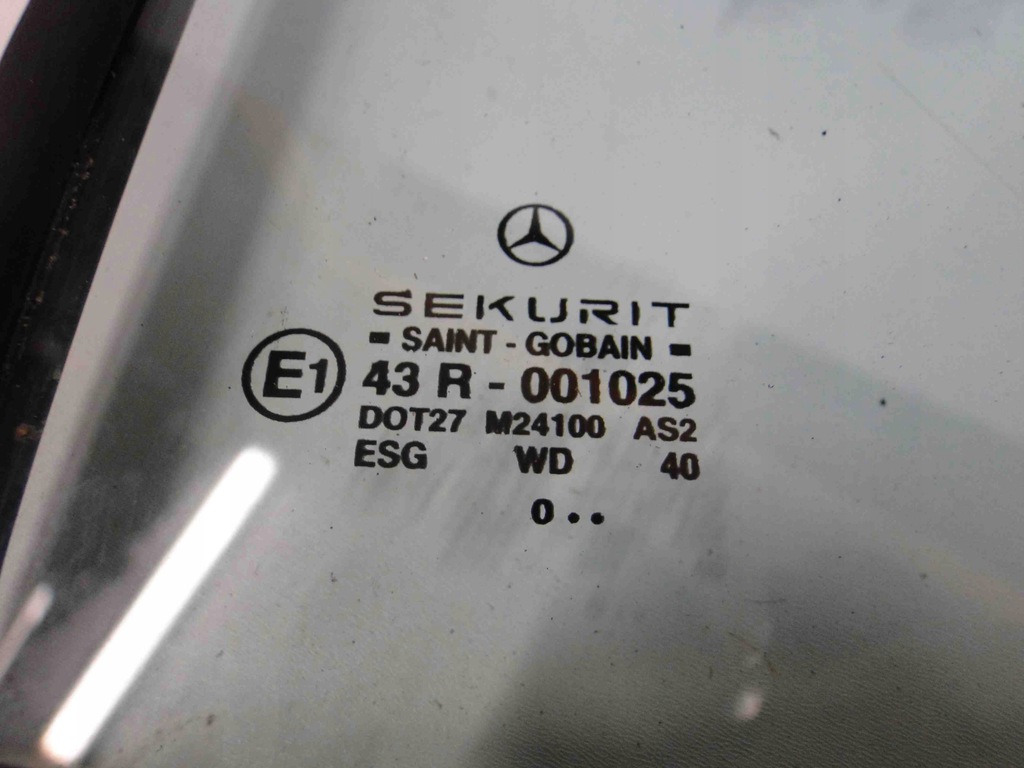 SEKURIT
- SAINT - GOBAIN -
E1
43 R - 001025
DOT27 M24100 AS2
ESG WD 40
0 ••